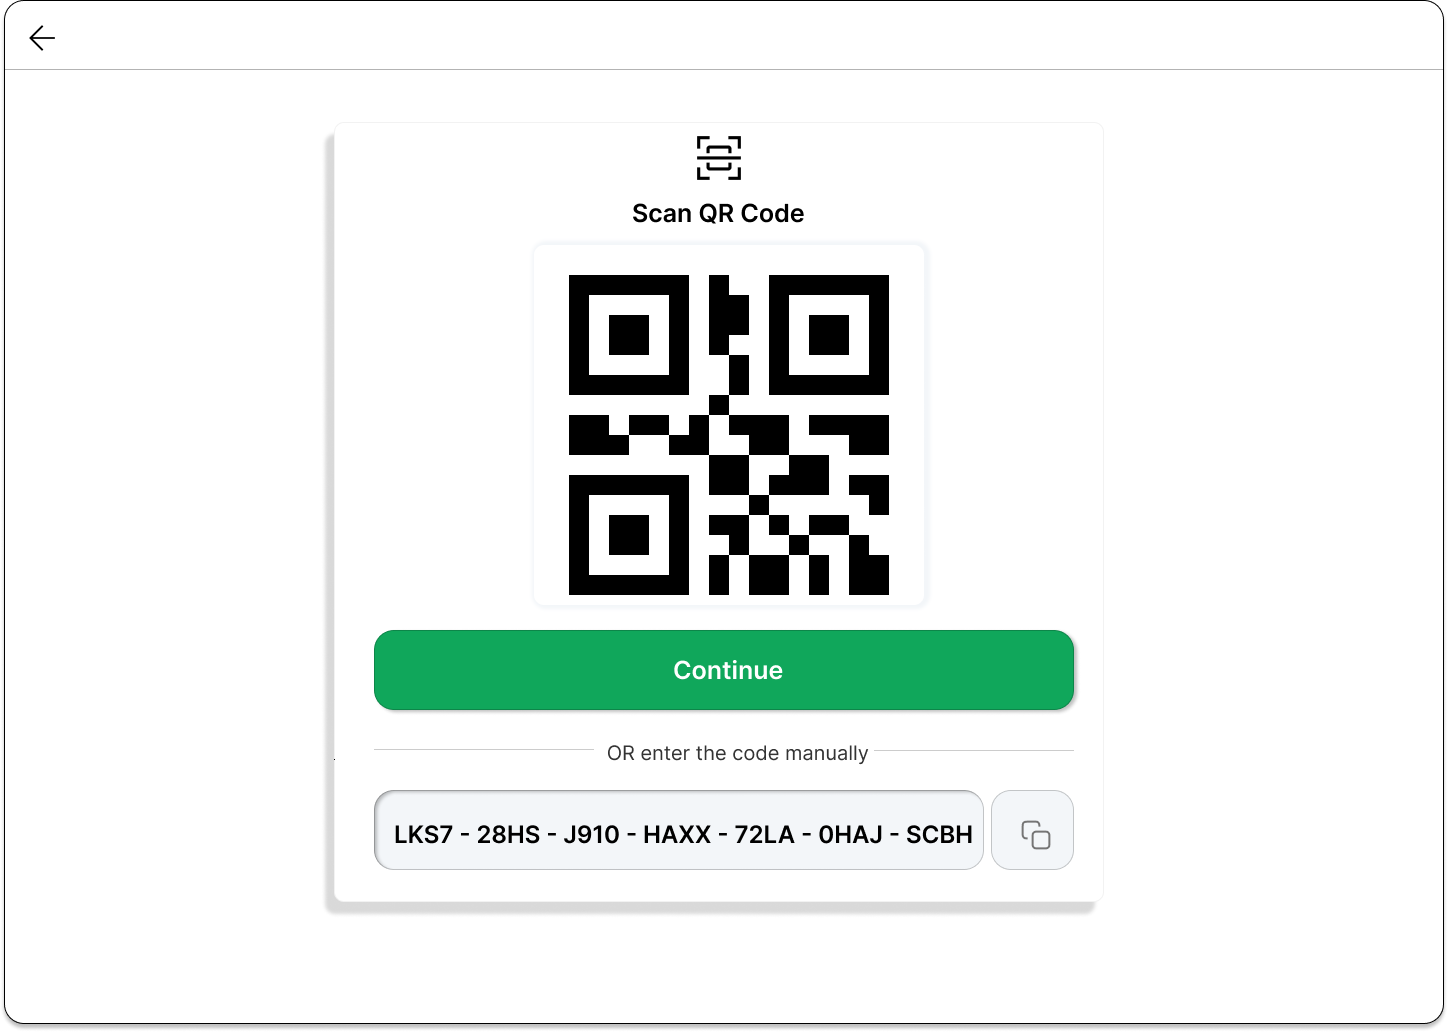 Scan QR Code
Continue
OR enter the code manually
LKS7 - 28HS - J910 - HAXX - 72LA - 0HAJ - SCBH